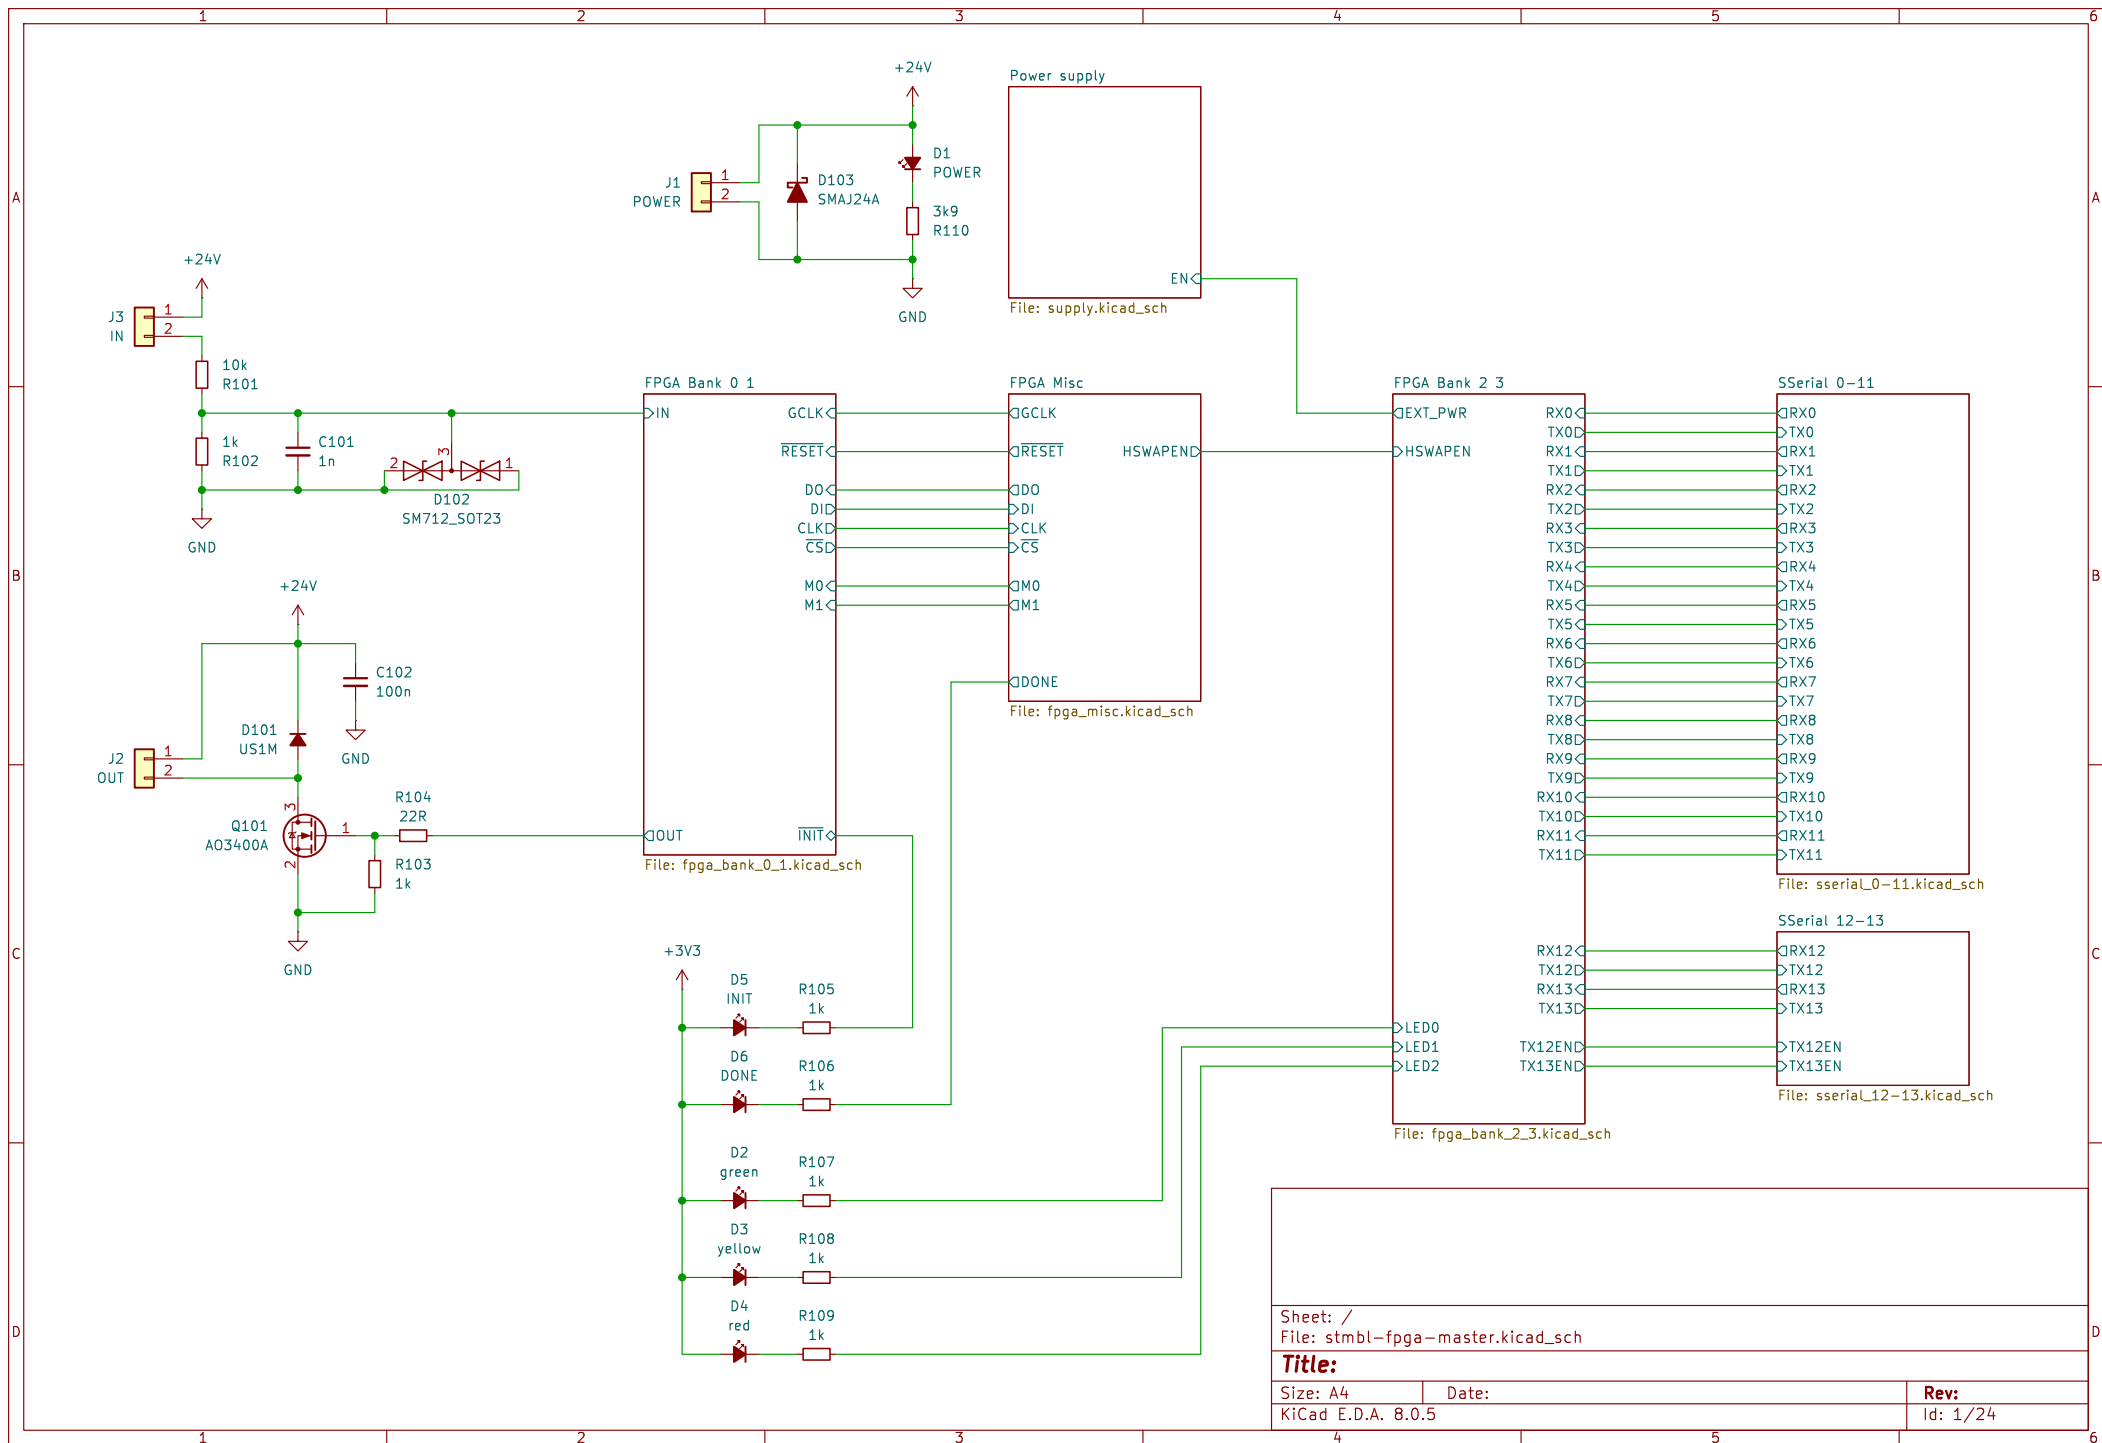 1 2 3 4 5 6
A
B
C
D
A
B
C
D
1 2 3 4 5 6
+24V
J1
POWER
1
2
D103
SMAJ24A
D1
POWER
3k9
R110
GND
Power supply
EN
File: supply.kicad_sch
+24V
J3
IN
1
2
10k
R101
1k
R102
C101
1n
2
3
1
D102
SM712_SOT23
GND
+24V
C102
100n
GND
D101
US1M
J2
OUT
1
2
3
Q101
AO3400A
1
2
R104
22R
R103
1k
GND
FPGA Bank 0 1
IN
OUT
GCLK
RESET
DO
DI
CLK
CS
M0
M1
INIT
File: fpga_bank_0_1.kicad_sch
FPGA Misc
GCLK
RESET
DO
DI
CLK
CS
M0
M1
DONE
HSWAPEN
File: fpga_misc.kicad_sch
FPGA Bank 2 3
EXT_PWR
HSWAPEN
LED0
LED1
LED2
RX0
TX0
RX1
TX1
RX2
TX2
RX3
TX3
RX4
TX4
RX5
TX5
RX6
TX6
RX7
TX7
RX8
TX8
RX9
TX9
RX10
TX10
RX11
TX11
RX12
TX12
RX13
TX13
TX12EN
TX13EN
File: fpga_bank_2_3.kicad_sch
SSerial 0-11
RX0
TX0
RX1
TX1
RX2
TX2
RX3
TX3
RX4
TX4
RX5
TX5
RX6
TX6
RX7
TX7
RX8
TX8
RX9
TX9
RX10
TX10
RX11
TX11
File: sserial_0-11.kicad_sch
SSerial 12-13
RX12
TX12
RX13
TX13
TX12EN
TX13EN
File: sserial_12-13.kicad_sch
+3V3
D5
INIT
R105
1k
D6
DONE
R106
1k
D2
green
R107
1k
D3
yellow
R108
1k
D4
red
R109
1k
Sheet: /
File: stmbl-fpga-master.kicad_sch
Title:
Size: A4 Date: Rev:
KiCad E.D.A. 8.0.5 Id: 1/24